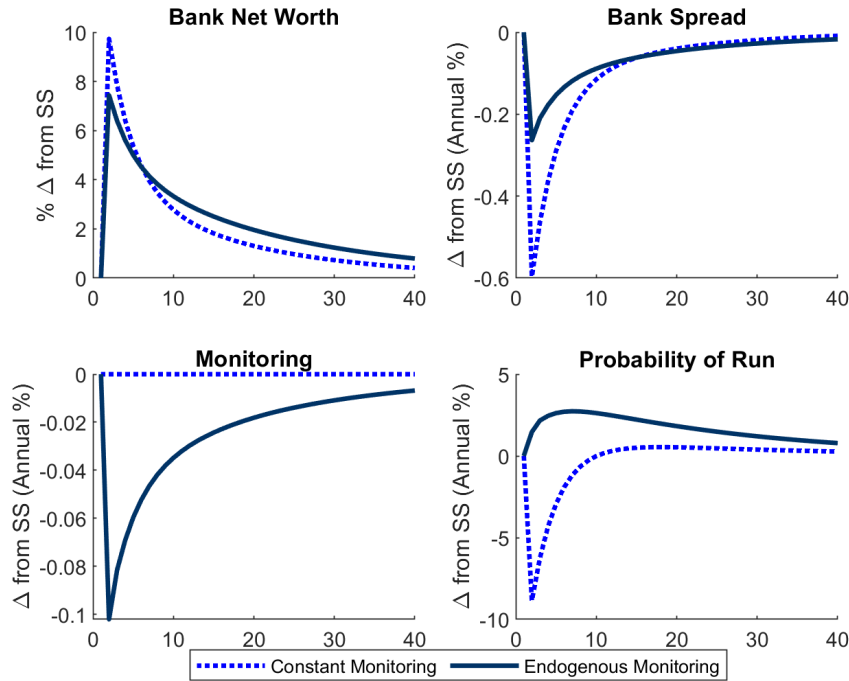 Bank Net Worth
% Δ from SS
10
8
6
4
2
0
0 10 20 30 40
Bank Spread
Δ from SS (Annual %)
0
-0.2
-0.4
-0.6
0 10 20 30 40
Monitoring
Δ from SS (Annual %)
0
-0.02
-0.04
-0.06
-0.08
-0.1
0 10 20 30 40
Probability of Run
Δ from SS (Annual %)
5
0
-5
-10
0 10 20 30 40
Constant Monitoring Endogenous Monitoring